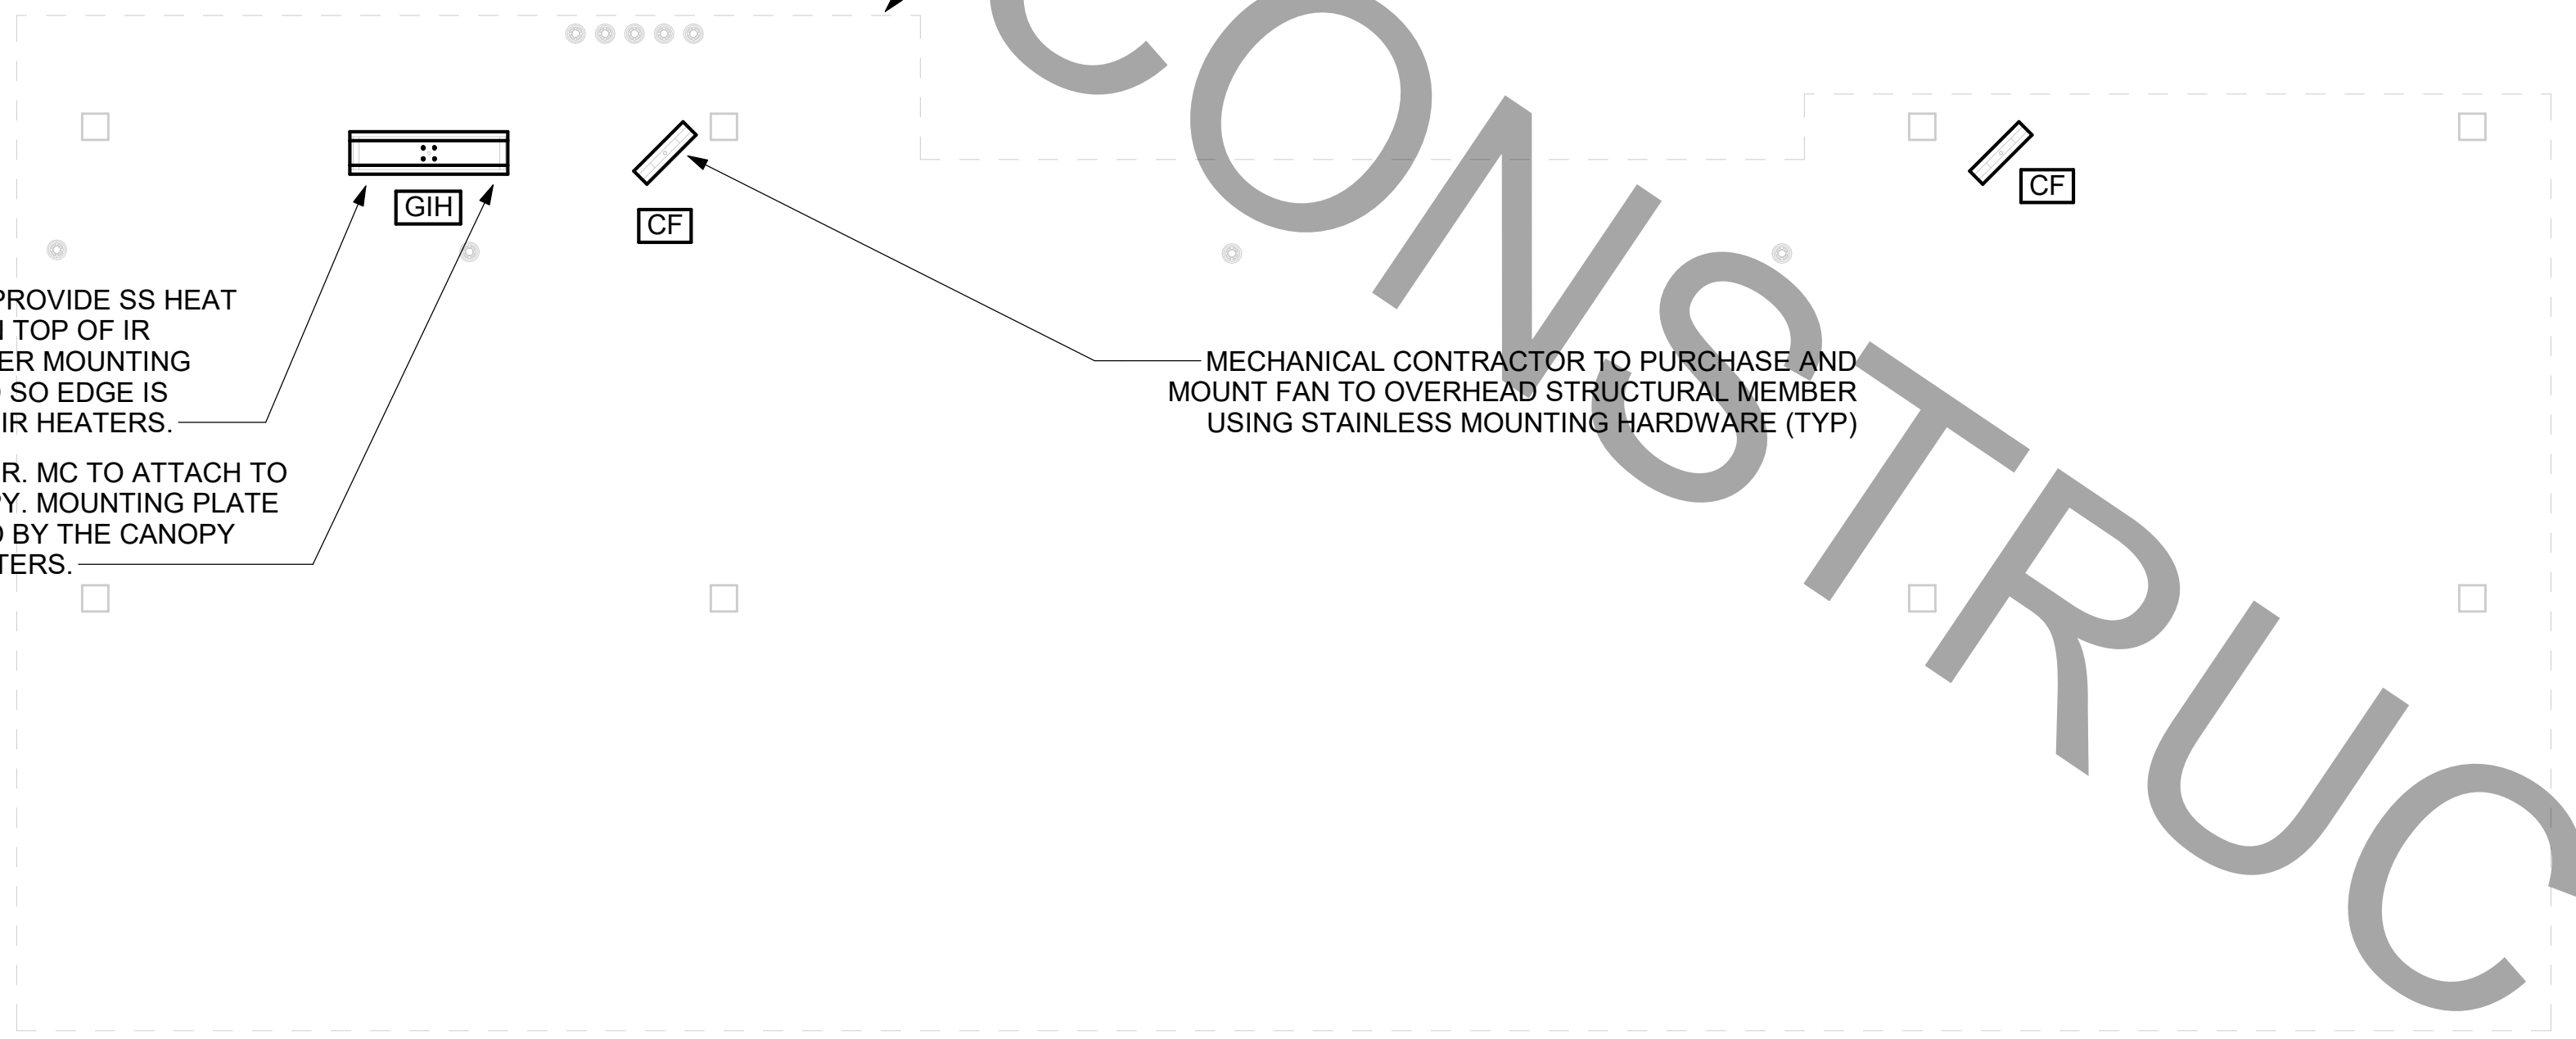 GIH
CF
CF
PROVIDE SS HEAT
TOP OF IR
MOUNTING
SO EDGE IS
IR HEATERS.
MC TO ATTACH TO
MOUNTING PLATE
BY THE CANOPY
MECHANICAL CONTRACTOR TO PURCHASE AND
MOUNT FAN TO OVERHEAD STRUCTURAL MEMBER
USING STAINLESS MOUNTING HARDWARE (TYP)
CONSTRUC